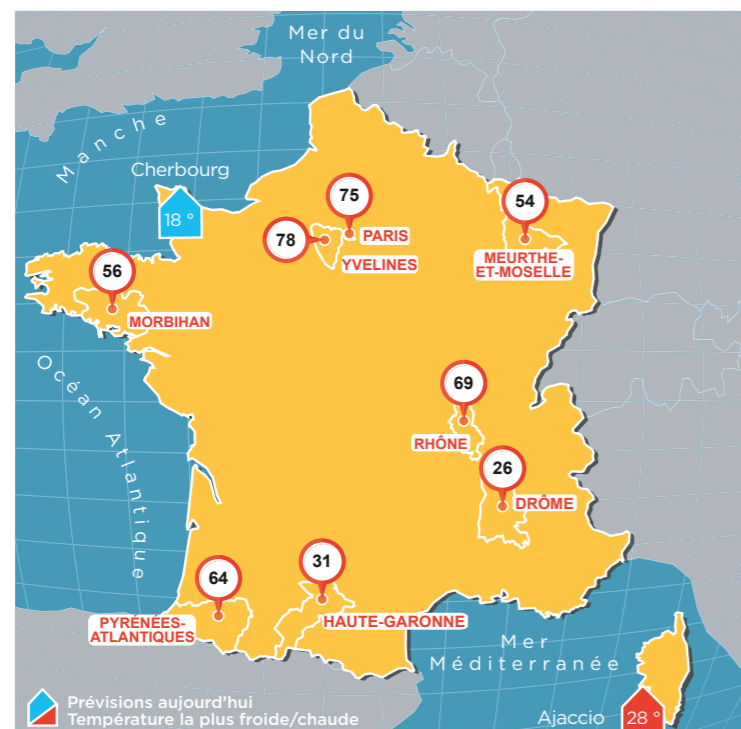 Mer du
Nord
Manche
Cherbourg
18 °
75
PARIS
78
YVELINES
54
MEURTHE-
ET-MOSELLE
56
MORBIHAN
Océan Atlantique
69
RHÔNE
26
DRÔME
31
HAUTE-GARONNE
64
PYRÉNÉES-
ATLANTIQUES
Mer
Méditerranée
Prévisions aujourd'hui
Température la plus froide/chaude
Ajaccio
28 °